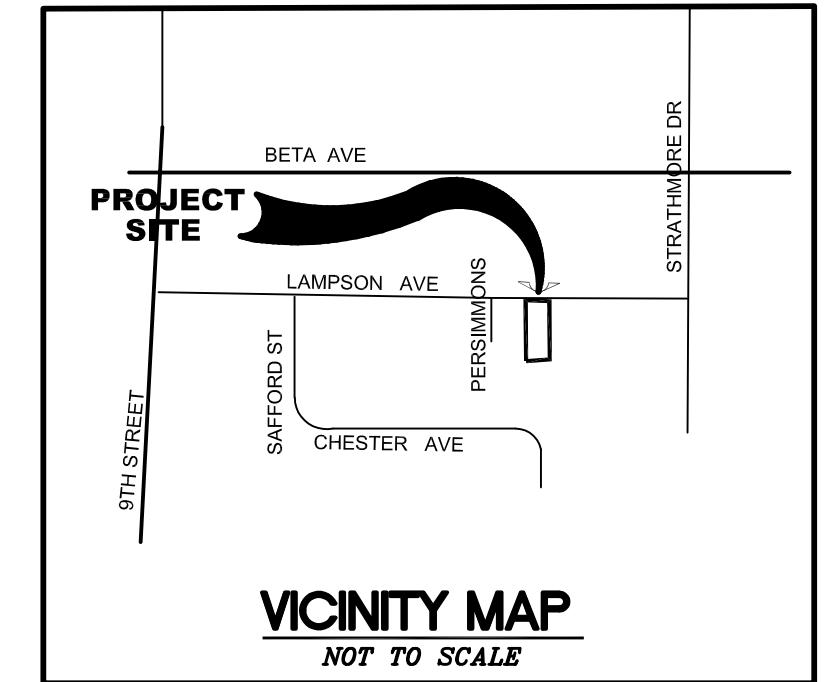 STRATHMORE DR
BETA AVE
PROJECT
SITE
LAMPSON AVE
PERSIMMONS
SAFFORD ST
9TH STREET
CHESTER AVE
VICINITY MAP
NOT TO SCALE